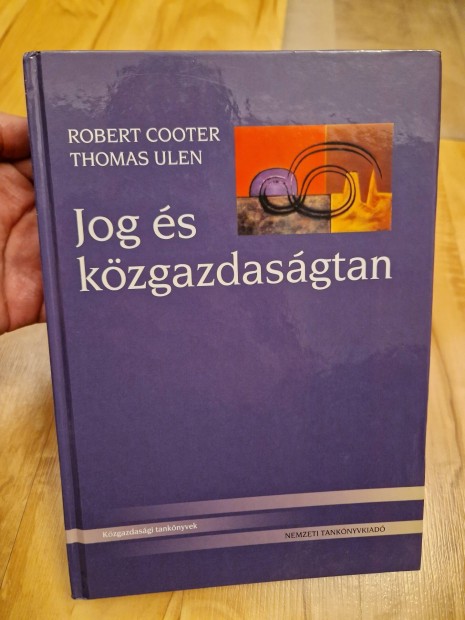 ROBERT COOTER
THOMAS ULEN
Jog és
közgazdaságtan
Közgazdasági tankönyvek
NEMZETI TANKÖNYVKIADÓ